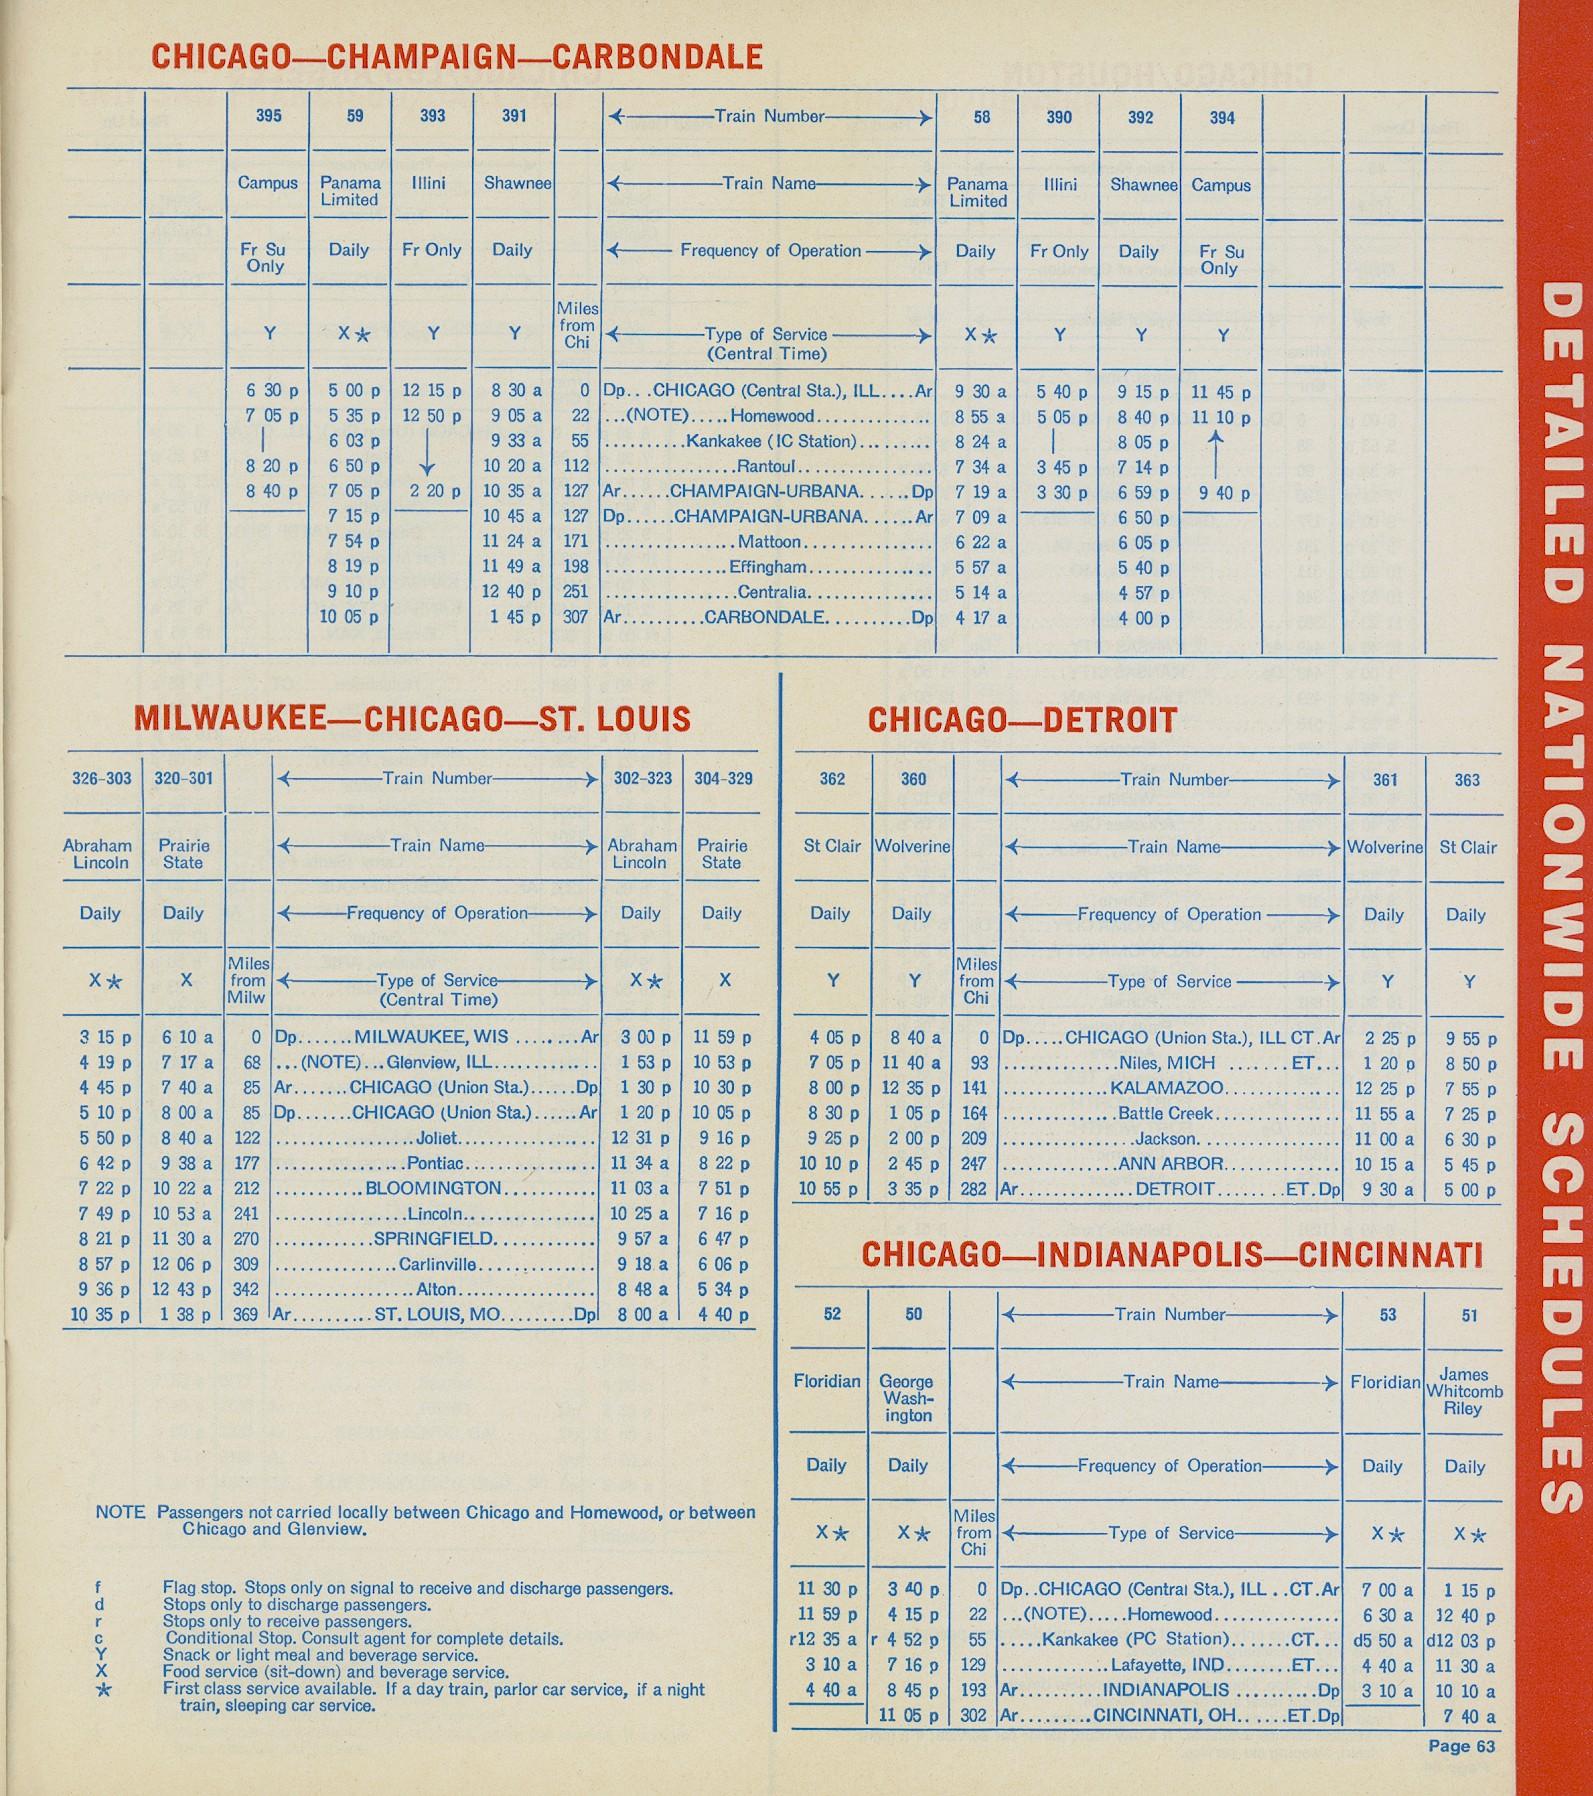 CHICAGO—CHAMPAIGN—CARBONDALE
395 59 393 391 Train Number 58 390 392 394
Campus Panama Limited Illini Shawnee Train Name Panama Limited Illini Shawnee Campus
Fr Su Only Daily Fr Only Daily Frequency of Operation Daily Fr Only Daily Fr Su Only
Y X★ Y Y Miles from Chi Type of Service (Central Time) X★ Y Y Y
6 30 p 5 00 p 12 15 p 8 30 a 0 Dp...CHICAGO (Central Sta.), ILL....Ar 9 30 a 5 40 p 9 15 p 11 45 p
7 05 p 5 35 p 12 50 p 9 05 a 22 ...(NOTE).....Homewood.............. 8 55 a 5 05 p 8 40 p 11 10 p
6 03 p 9 33 a 55 ..........Kankakee (IC Station)......... 8 24 a 8 05 p
8 20 p 6 50 p 10 20 a 112 ................Rantoul................ 7 34 a 3 45 p 7 14 p
8 40 p 7 05 p 2 20 p 10 35 a 127 Ar......CHAMPAIGN-URBANA......Dp 7 19 a 3 30 p 6 59 p 9 40 p
7 15 p 10 45 a 127 Dp......CHAMPAIGN-URBANA......Ar 7 09 a 6 50 p
7 54 p 11 24 a 171 ................Mattoon................ 6 22 a 6 05 p
8 19 p 11 49 a 198 ...............Effingham............... 5 57 a 5 40 p
9 10 p 12 40 p 251 ................Centralia............... 5 14 a 4 57 p
10 05 p 1 45 p 307 Ar..........CARBONDALE..........Dp 4 17 a 4 00 p
MILWAUKEE—CHICAGO—ST. LOUIS
326-303 320-301 Train Number 302-323 304-329
Abraham Lincoln Prairie State Train Name Abraham Lincoln Prairie State
Daily Daily Frequency of Operation Daily Daily
X★ X Miles from Milw Type of Service (Central Time) X★ X
3 15 p 6 10 a 0 Dp.......MILWAUKEE, WIS ........Ar 3 00 p 11 59 p
4 19 p 7 17 a 68 ...(NOTE)...Glenview, ILL............. 1 53 p 10 53 p
4 45 p 7 40 a 85 Ar.......CHICAGO (Union Sta.)......Dp 1 30 p 10 30 p
5 10 p 8 00 a 85 Dp.......CHICAGO (Union Sta.)......Ar 1 20 p 10 05 p
5 50 p 8 40 a 122 .................Joliet................. 12 31 p 9 16 p
6 42 p 9 38 a 177 ................Pontiac................ 11 34 a 8 22 p
7 22 p 10 22 a 212 ...........BLOOMINGTON........... 11 03 a 7 51 p
7 49 p 10 53 a 241 ................Lincoln................ 10 25 a 7 16 p
8 21 p 11 30 a 270 ............SPRINGFIELD............ 9 57 a 6 47 p
8 57 p 12 06 p 309 ...............Carlinville.............. 9 18 a 6 06 p
9 36 p 12 43 p 342 .................Alton................. 8 48 a 5 34 p
10 35 p 1 38 p 369 Ar..........ST. LOUIS, MO.........Dp 8 00 a 4 40 p
NOTE Passengers not carried locally between Chicago and Homewood, or between
Chicago and Glenview.
f Flag stop. Stops only on signal to receive and discharge passengers.
d Stops only to discharge passengers.
r Stops only to receive passengers.
c Conditional Stop. Consult agent for complete details.
Y Snack or light meal and beverage service.
X Food service (sit-down) and beverage service.
★ First class service available. If a day train, parlor car service, if a night
train, sleeping car service.
CHICAGO—DETROIT
362 360 Train Number 361 363
St Clair Wolverine Train Name Wolverine St Clair
Daily Daily Frequency of Operation Daily Daily
Y Y Miles from Chi Type of Service Y Y
4 05 p 8 40 a 0 Dp.....CHICAGO (Union Sta.), ILL CT.Ar 2 25 p 9 55 p
7 05 p 11 40 a 93 ..............Niles, MICH .......ET... 1 20 p 8 50 p
8 00 p 12 35 p 141 .............KALAMAZOO.............. 12 25 p 7 55 p
8 30 p 1 05 p 164 ..............Battle Creek............... 11 55 a 7 25 p
9 25 p 2 00 p 209 ................Jackson................. 11 00 a 6 30 p
10 10 p 2 45 p 247 ..............ANN ARBOR.............. 10 15 a 5 45 p
10 55 p 3 35 p 282 Ar..............DETROIT........ET.Dp 9 30 a 5 00 p
CHICAGO—INDIANAPOLIS—CINCINNATI
52 50 Train Number 53 51
Floridian George Wash-ington Train Name Floridian James Whitcomb Riley
Daily Daily Frequency of Operation Daily Daily
X★ X★ Miles from Chi Type of Service X★ X★
11 30 p 3 40 p 0 Dp..CHICAGO (Central Sta.), ILL..CT.Ar 7 00 a 1 15 p
11 59 p 4 15 p 22 ...(NOTE).....Homewood............... 6 30 a 12 40 p
r12 35 a r 4 52 p 55 .....Kankakee (PC Station).......CT... d5 50 a d12 03 p
3 10 a 7 16 p 129 .............Lafayette, IND........ET... 4 40 a 11 30 a
4 40 a 8 45 p 193 Ar..........INDIANAPOLIS ..........Dp 3 10 a 10 10 a
11 05 p 302 Ar.........CINCINNATI, OH.......ET.Dp 7 40 a
Page 63
DETAILED NATIONWIDE SCHEDULES